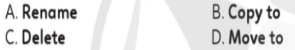 A. Rename B. Copy to
C. Delete D. Move to